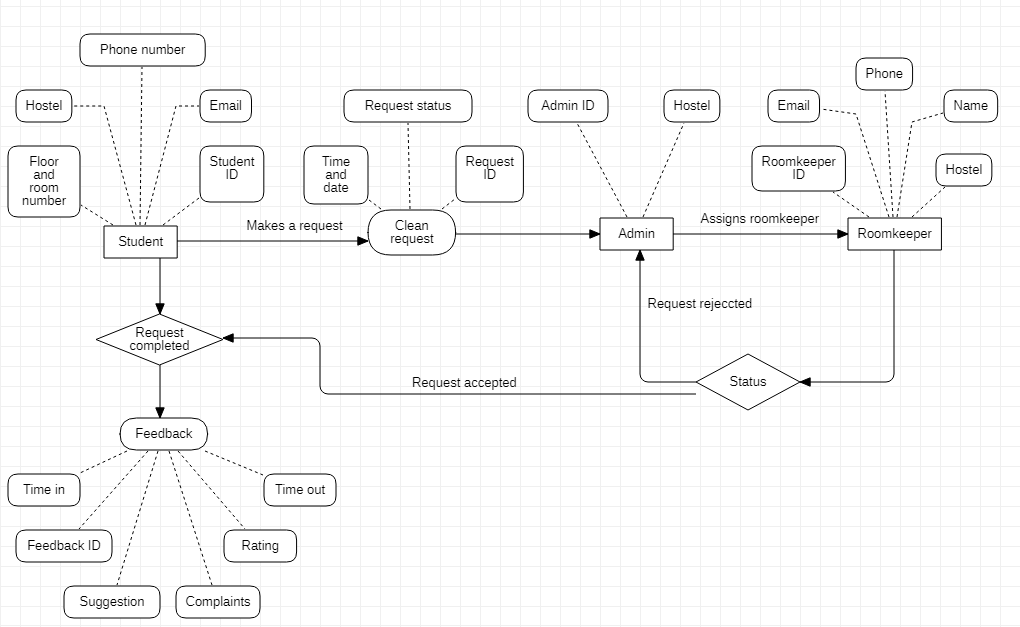 Phone number
Hostel
Email
Floor
and
room
number
Student
ID
Student
Makes a request
Request status
Time
and
date
Request
ID
Clean
request
Admin ID
Hostel
Admin
Assigns roomkeeper
Phone
Email
Name
Roomkeeper
ID
Hostel
Roomkeeper
Request rejeccted
Status
Request accepted
Request
completed
Feedback
Time in
Time out
Feedback ID
Rating
Suggestion
Complaints